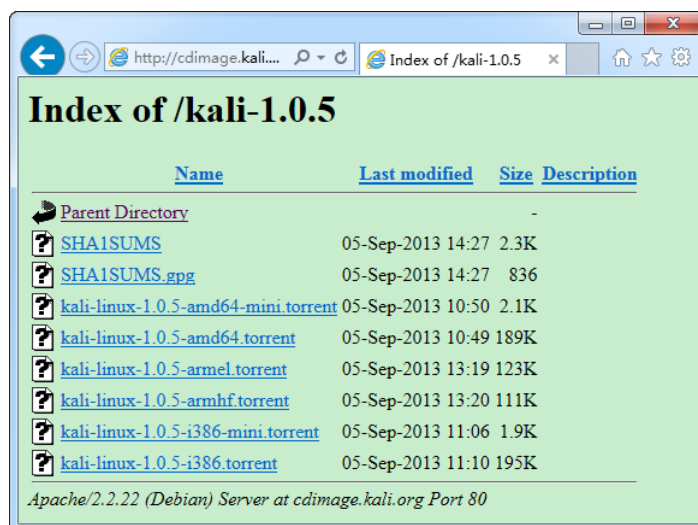 http://cdimage.kali.... Index of /kali-1.0.5
Index of /kali-1.0.5
Name Last modified Size Description
Parent Directory -
SHA1SUMS 05-Sep-2013 14:27 2.3K
SHA1SUMS.gpg 05-Sep-2013 14:27 836
kali-linux-1.0.5-amd64-mini.torrent 05-Sep-2013 10:50 2.1K
kali-linux-1.0.5-amd64.torrent 05-Sep-2013 10:49 189K
kali-linux-1.0.5-armel.torrent 05-Sep-2013 13:19 123K
kali-linux-1.0.5-armhf.torrent 05-Sep-2013 13:20 111K
kali-linux-1.0.5-i386-mini.torrent 05-Sep-2013 11:06 1.9K
kali-linux-1.0.5-i386.torrent 05-Sep-2013 11:10 195K
Apache/2.2.22 (Debian) Server at cdimage.kali.org Port 80